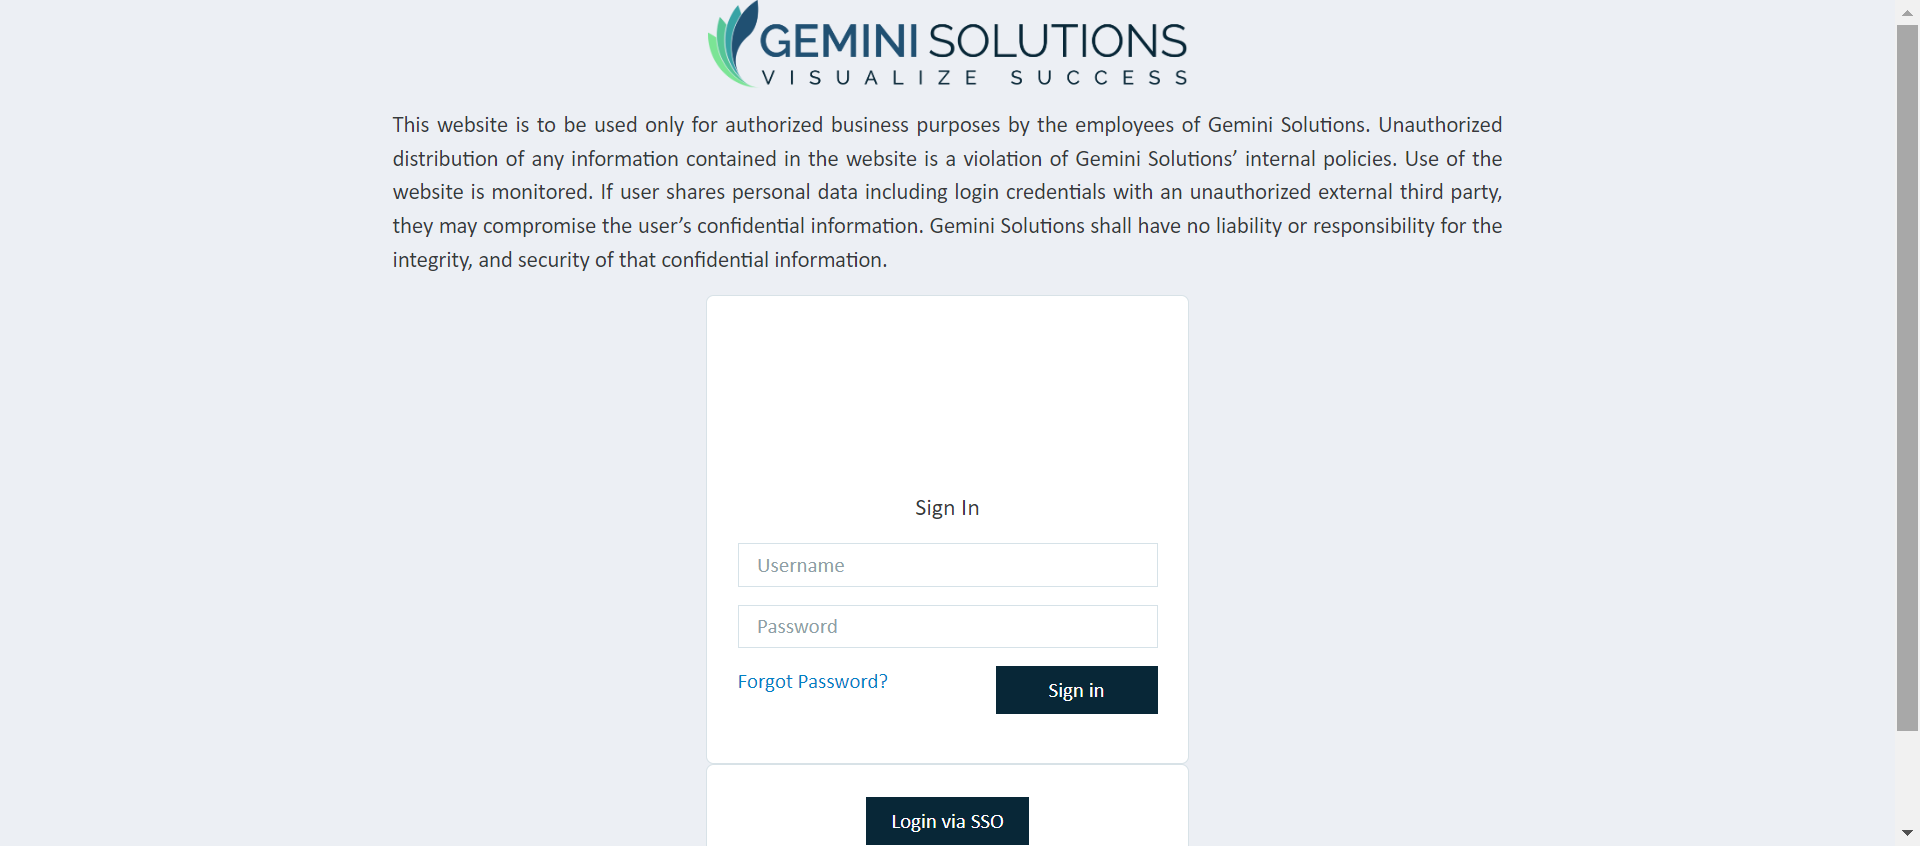 GEMINI SOLUTIONS
VISUALIZE SUCCESS
This website is to be used only for authorized business purposes by the employees of Gemini Solutions. Unauthorized
distribution of any information contained in the website is a violation of Gemini Solutions’ internal policies. Use of the
website is monitored. If user shares personal data including login credentials with an unauthorized external third party,
they may compromise the user’s confidential information. Gemini Solutions shall have no liability or responsibility for the
integrity, and security of that confidential information.
Sign In
Username
Password
Forgot Password?
Sign in
Login via SSO